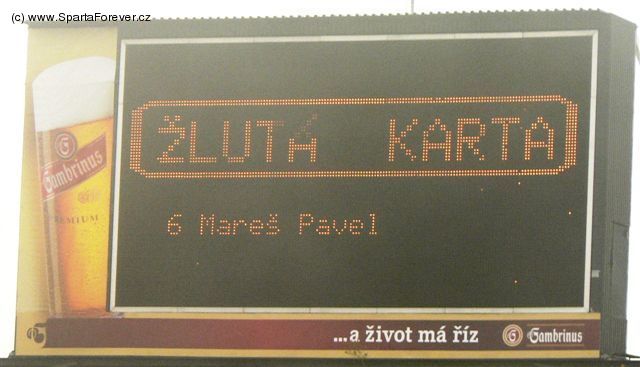 (c) www.SpartaForever.cz
ŽLUTÁ KARTA
6 Mareš Pavel
Gambrinus
PREMIUM
...a život má říz
Gambrinus